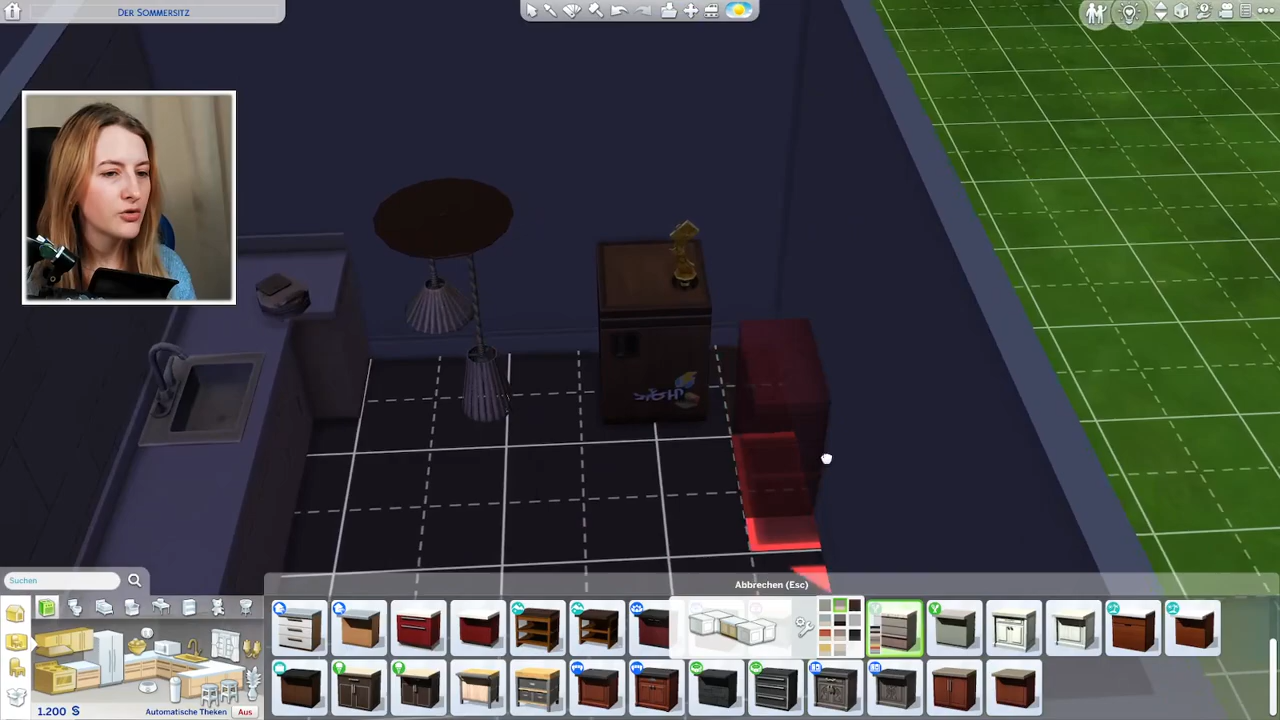 Der Sommersitz
Abbrechen (Esc)
Suchen
1.200 $
Automatische Theken
Aus